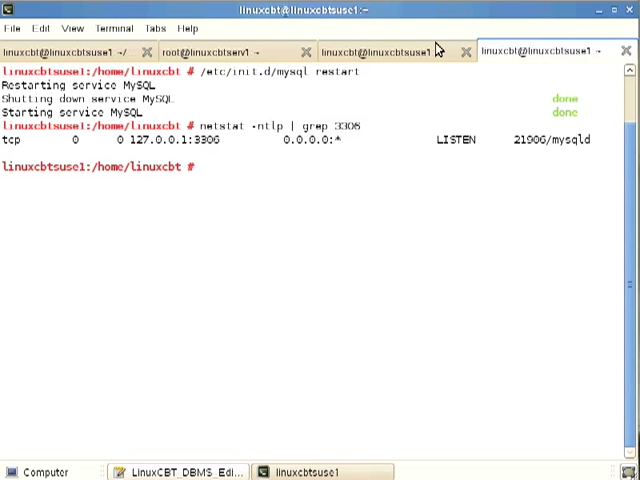 linuxcbt@linuxcbtsuse1:~
File Edit View Terminal Tabs Help
linuxcbt@linuxcbtsuse1 ~/ root@linuxcbtserv1 ~ linuxcbt@linuxcbtsuse1 linuxcbt@linuxcbtsuse1 ~
linuxcbtsuse1:/home/linuxcbt # /etc/init.d/mysql restart
Restarting service MySQL
Shutting down service MySQL done
Starting service MySQL done
linuxcbtsuse1:/home/linuxcbt # netstat -ntlp | grep 3306
tcp 0 0 127.0.0.1:3306 0.0.0.0:* LISTEN 21906/mysqld
linuxcbtsuse1:/home/linuxcbt #
Computer LinuxCBT_DBMS_Edi... linuxcbtsuse1